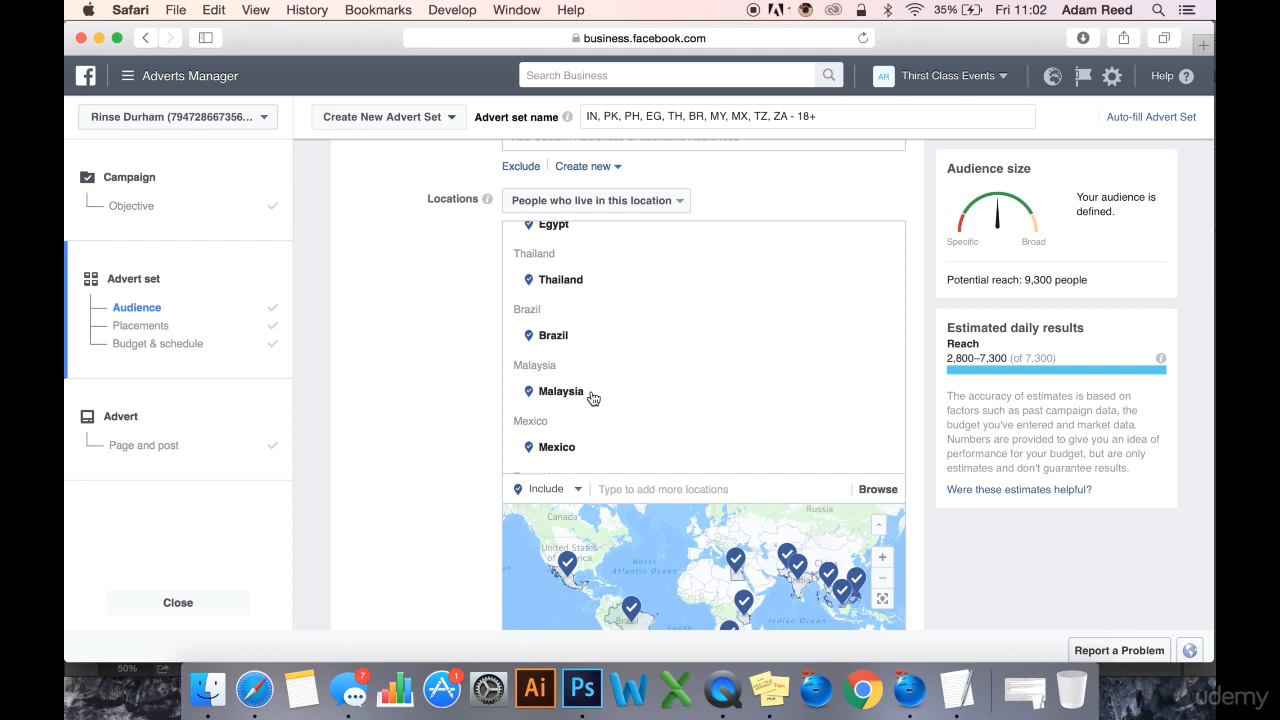 Safari File Edit View History Bookmarks Develop Window Help 35% Fri 11:02 Adam Reed
business.facebook.com
Adverts Manager Search Business AR Thirst Class Events Help
Rinse Durham (794728667356... Create New Advert Set Advert set name IN, PK, PH, EG, TH, BR, MY, MX, TZ, ZA - 18+ Auto-fill Advert Set
Campaign
Objective
Advert set
Audience
Placements
Budget & schedule
Advert
Page and post
Close
Exclude Create new
Locations People who live in this location
Egypt
Thailand
Thailand
Brazil
Brazil
Malaysia
Malaysia
Mexico
Mexico
Include Type to add more locations Browse
Canada
Russia
United States
of America
North
Atlantic Ocean
India
Brazil
Indian Ocean
Audience size
Your audience is
defined.
Specific Broad
Potential reach: 9,300 people
Estimated daily results
Reach
2,800–7,300 (of 7,300)
The accuracy of estimates is based on
factors such as past campaign data, the
budget you've entered and market data.
Numbers are provided to give you an idea of
performance for your budget, but are only
estimates and don't guarantee results.
Were these estimates helpful?
Report a Problem
50%
7
1
Ai
Ps
udemy